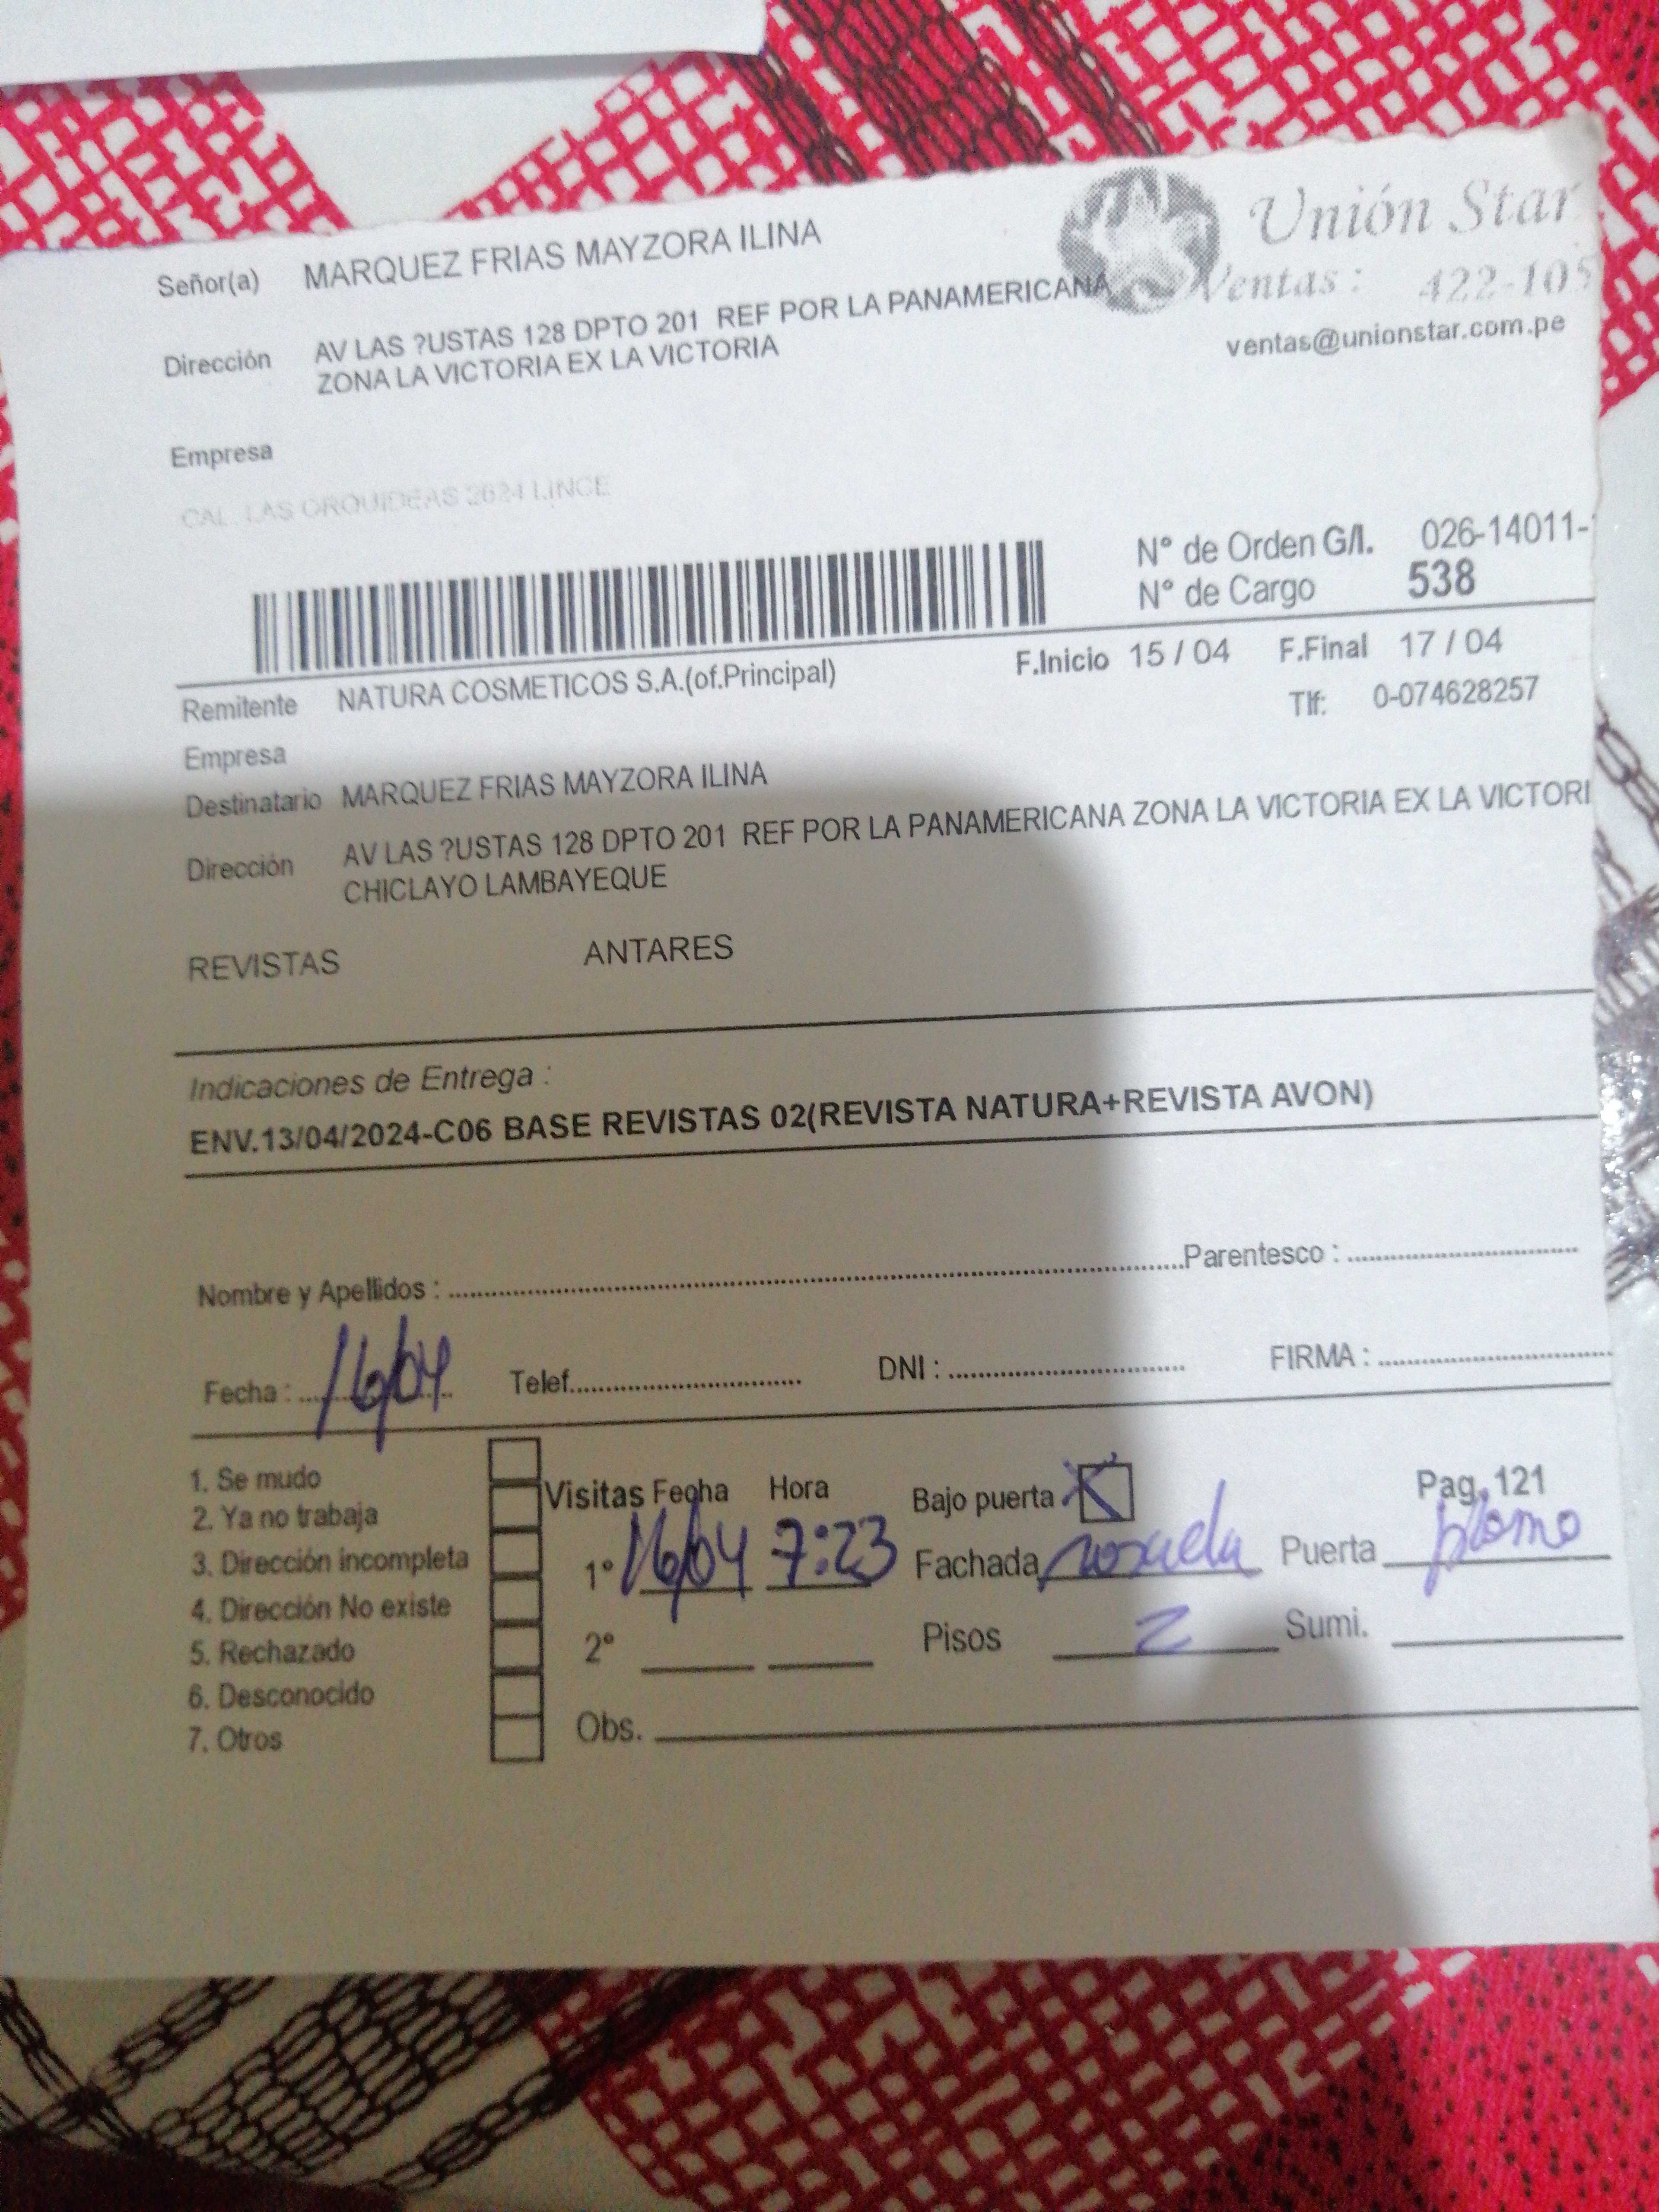 Unión Star
Señor(a) MARQUEZ FRIAS MAYZORA ILINA
Ventas : 422-105
Dirección AV LAS ?USTAS 128 DPTO 201 REF POR LA PANAMERICANA
ZONA LA VICTORIA EX LA VICTORIA
ventas@unionstar.com.pe
Empresa
CAL. LAS ORQUIDEAS 2624 LINCE
N° de Orden G/I. 026-14011-
N° de Cargo 538
F.Inicio 15 / 04 F.Final 17 / 04
Remitente NATURA COSMETICOS S.A.(of.Principal)
Tlf: 0-074628257
Empresa
Destinatario MARQUEZ FRIAS MAYZORA ILINA
Dirección AV LAS ?USTAS 128 DPTO 201 REF POR LA PANAMERICANA ZONA LA VICTORIA EX LA VICTORI
CHICLAYO LAMBAYEQUE
REVISTAS ANTARES
Indicaciones de Entrega :
ENV.13/04/2024-C06 BASE REVISTAS 02(REVISTA NATURA+REVISTA AVON)
Nombre y Apellidos : Parentesco :
Fecha : 16/04 Telef. DNI : FIRMA :
1. Se mudo
2. Ya no trabaja
3. Dirección incompleta
4. Dirección No existe
5. Rechazado
6. Desconocido
7. Otros
Visitas Fecha Hora Bajo puerta X Pag. 121
1° 16/04 7:23 Fachada rosada Puerta plomo
2° Pisos 2 Sumi.
Obs.